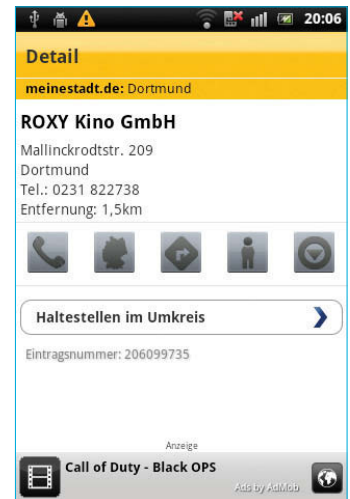 20:06
Detail
meinestadt.de: Dortmund
ROXY Kino GmbH
Mallinckrodtstr. 209
Dortmund
Tel.: 0231 822738
Entfernung: 1,5km
Haltestellen im Umkreis
Eintragsnummer: 206099735
Anzeige
Call of Duty - Black OPS
Ads by AdMob